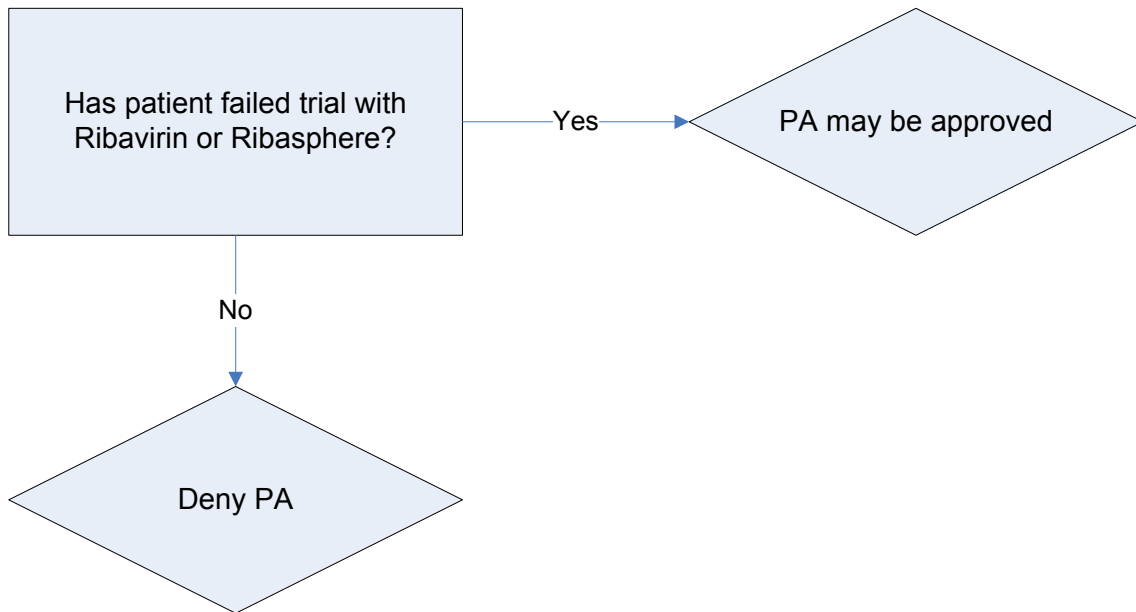 Has patient failed trial with
Ribavirin or Ribasphere?
Yes
PA may be approved
No
Deny PA